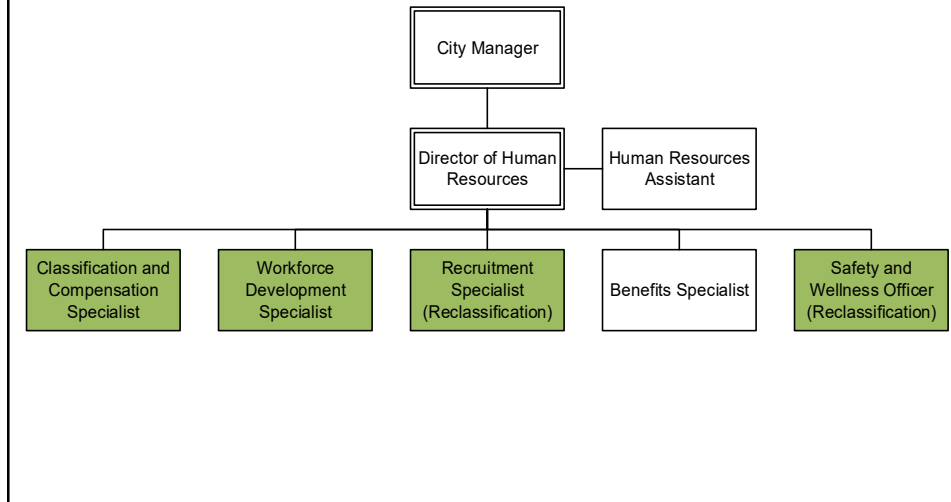 City Manager
Director of Human
Resources
Human Resources
Assistant
Classification and
Compensation
Specialist
Workforce
Development
Specialist
Recruitment
Specialist
(Reclassification)
Benefits Specialist
Safety and
Wellness Officer
(Reclassification)